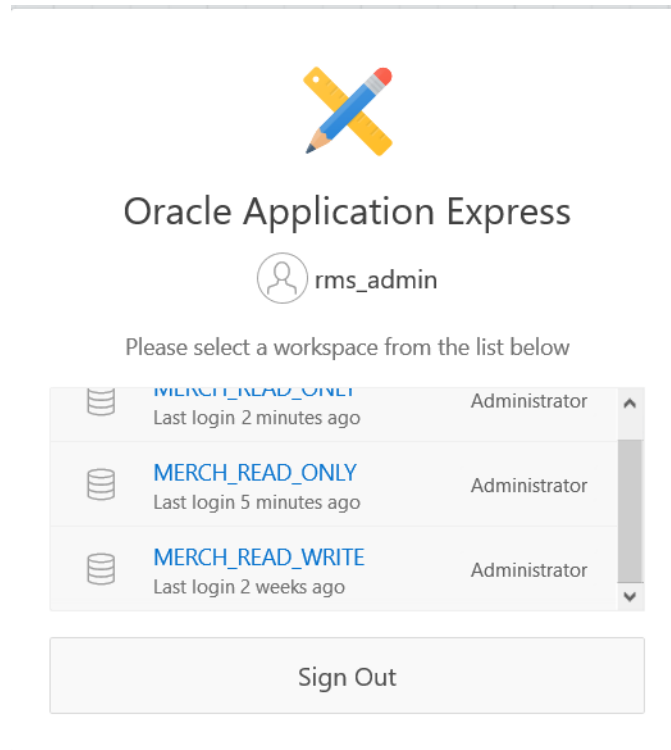 Oracle Application Express
rms_admin
Please select a workspace from the list below
MERCH_READ_ONLY
Last login 2 minutes ago
Administrator
MERCH_READ_ONLY
Last login 5 minutes ago
Administrator
MERCH_READ_WRITE
Last login 2 weeks ago
Administrator
Sign Out